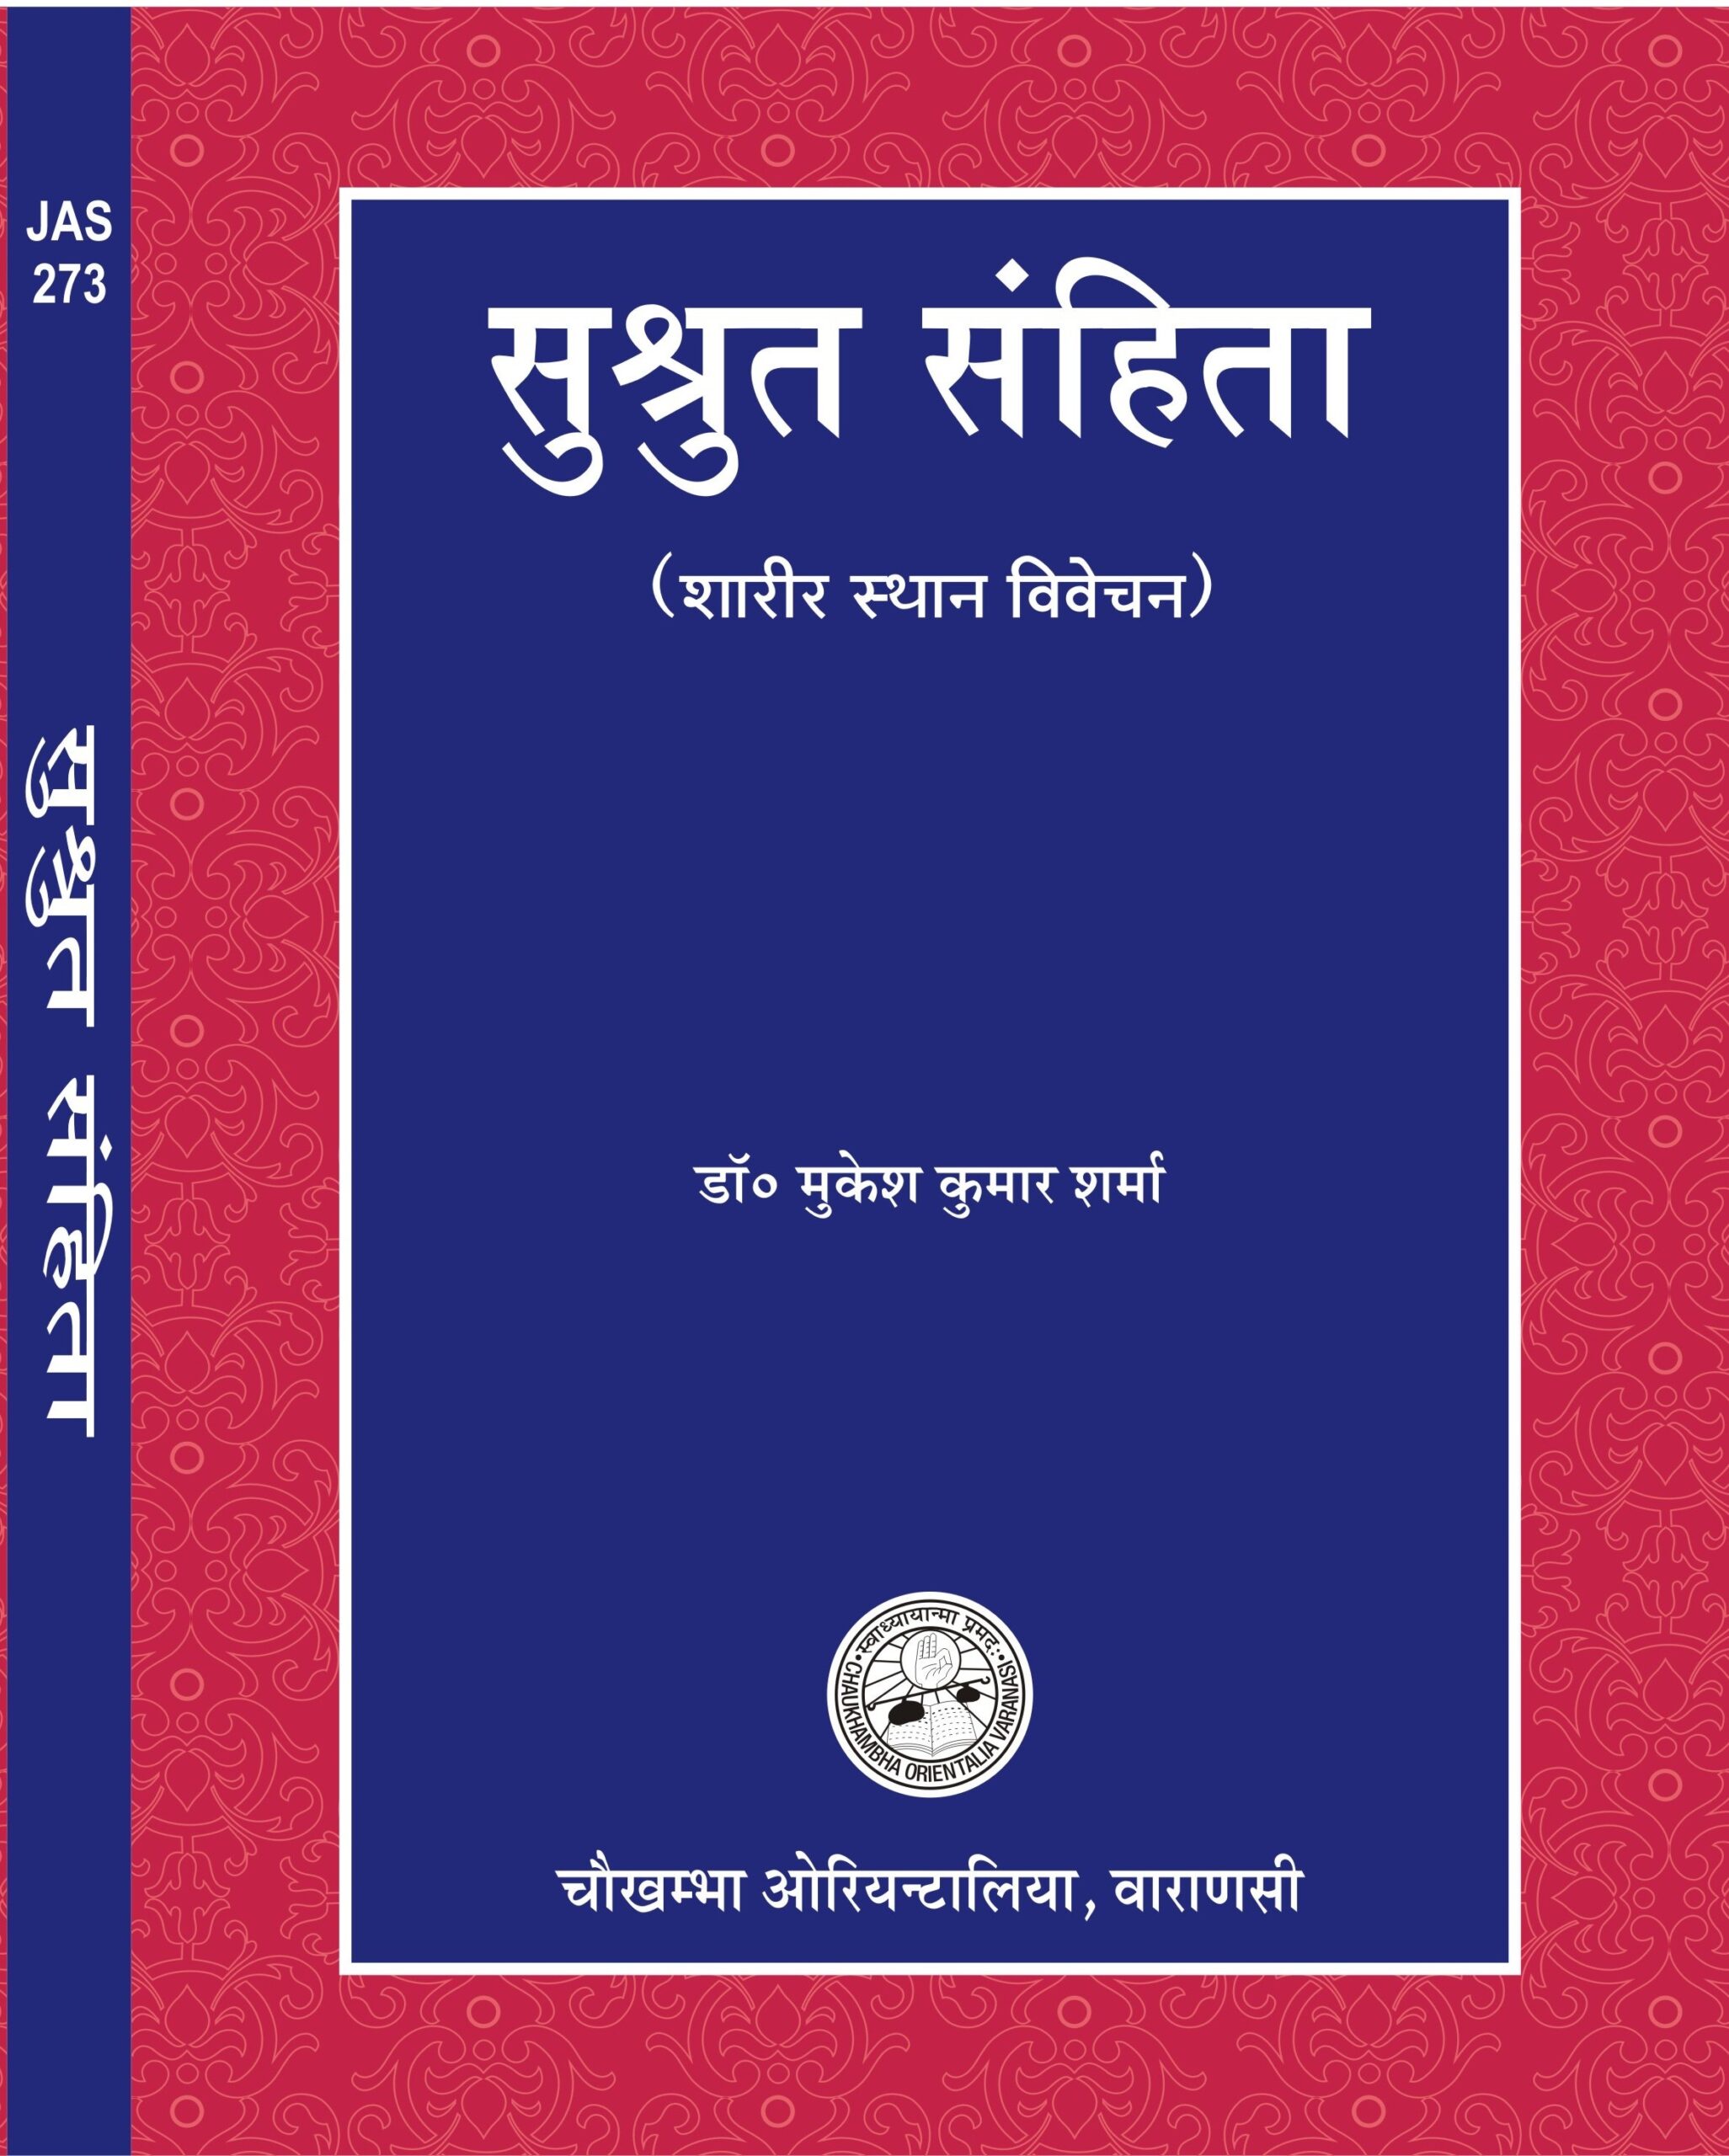 JAS
273
सुश्रुत संहिता
सुश्रुत संहिता
(शारीर स्थान विवेचन)
डॉ० मुकेश कुमार शर्मा
स्वाध्यायान्मा प्रमदः
CHAUKHAMBHA ORIENTALIA VARANASI
चौखम्भा ओरियन्टालिया, वाराणसी